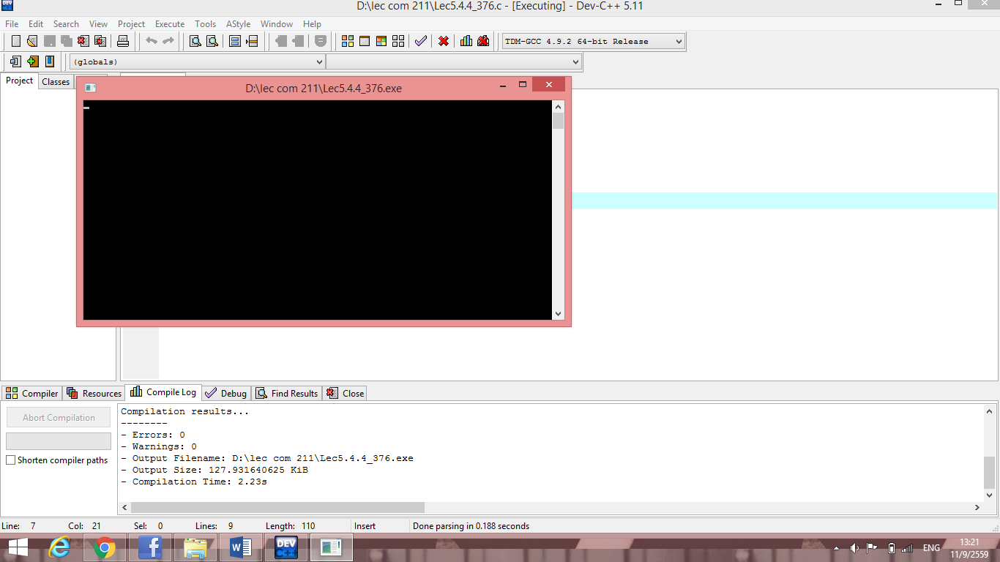 D:\lec com 211\Lec5.4.4_376.c - [Executing] - Dev-C++ 5.11
File Edit Search View Project Execute Tools AStyle Window Help
TDM-GCC 4.9.2 64-bit Release
(globals)
Project Classes
D:\lec com 211\Lec5.4.4_376.exe
Compiler Resources Compile Log Debug Find Results Close
Abort Compilation
Shorten compiler paths
Compilation results...
--------
- Errors: 0
- Warnings: 0
- Output Filename: D:\lec com 211\Lec5.4.4_376.exe
- Output Size: 127.931640625 KiB
- Compilation Time: 2.23s
Line: 7 Col: 21 Sel: 0 Lines: 9 Length: 110 Insert Done parsing in 0.188 seconds
DEV C++
ENG
13:21
11/9/2559